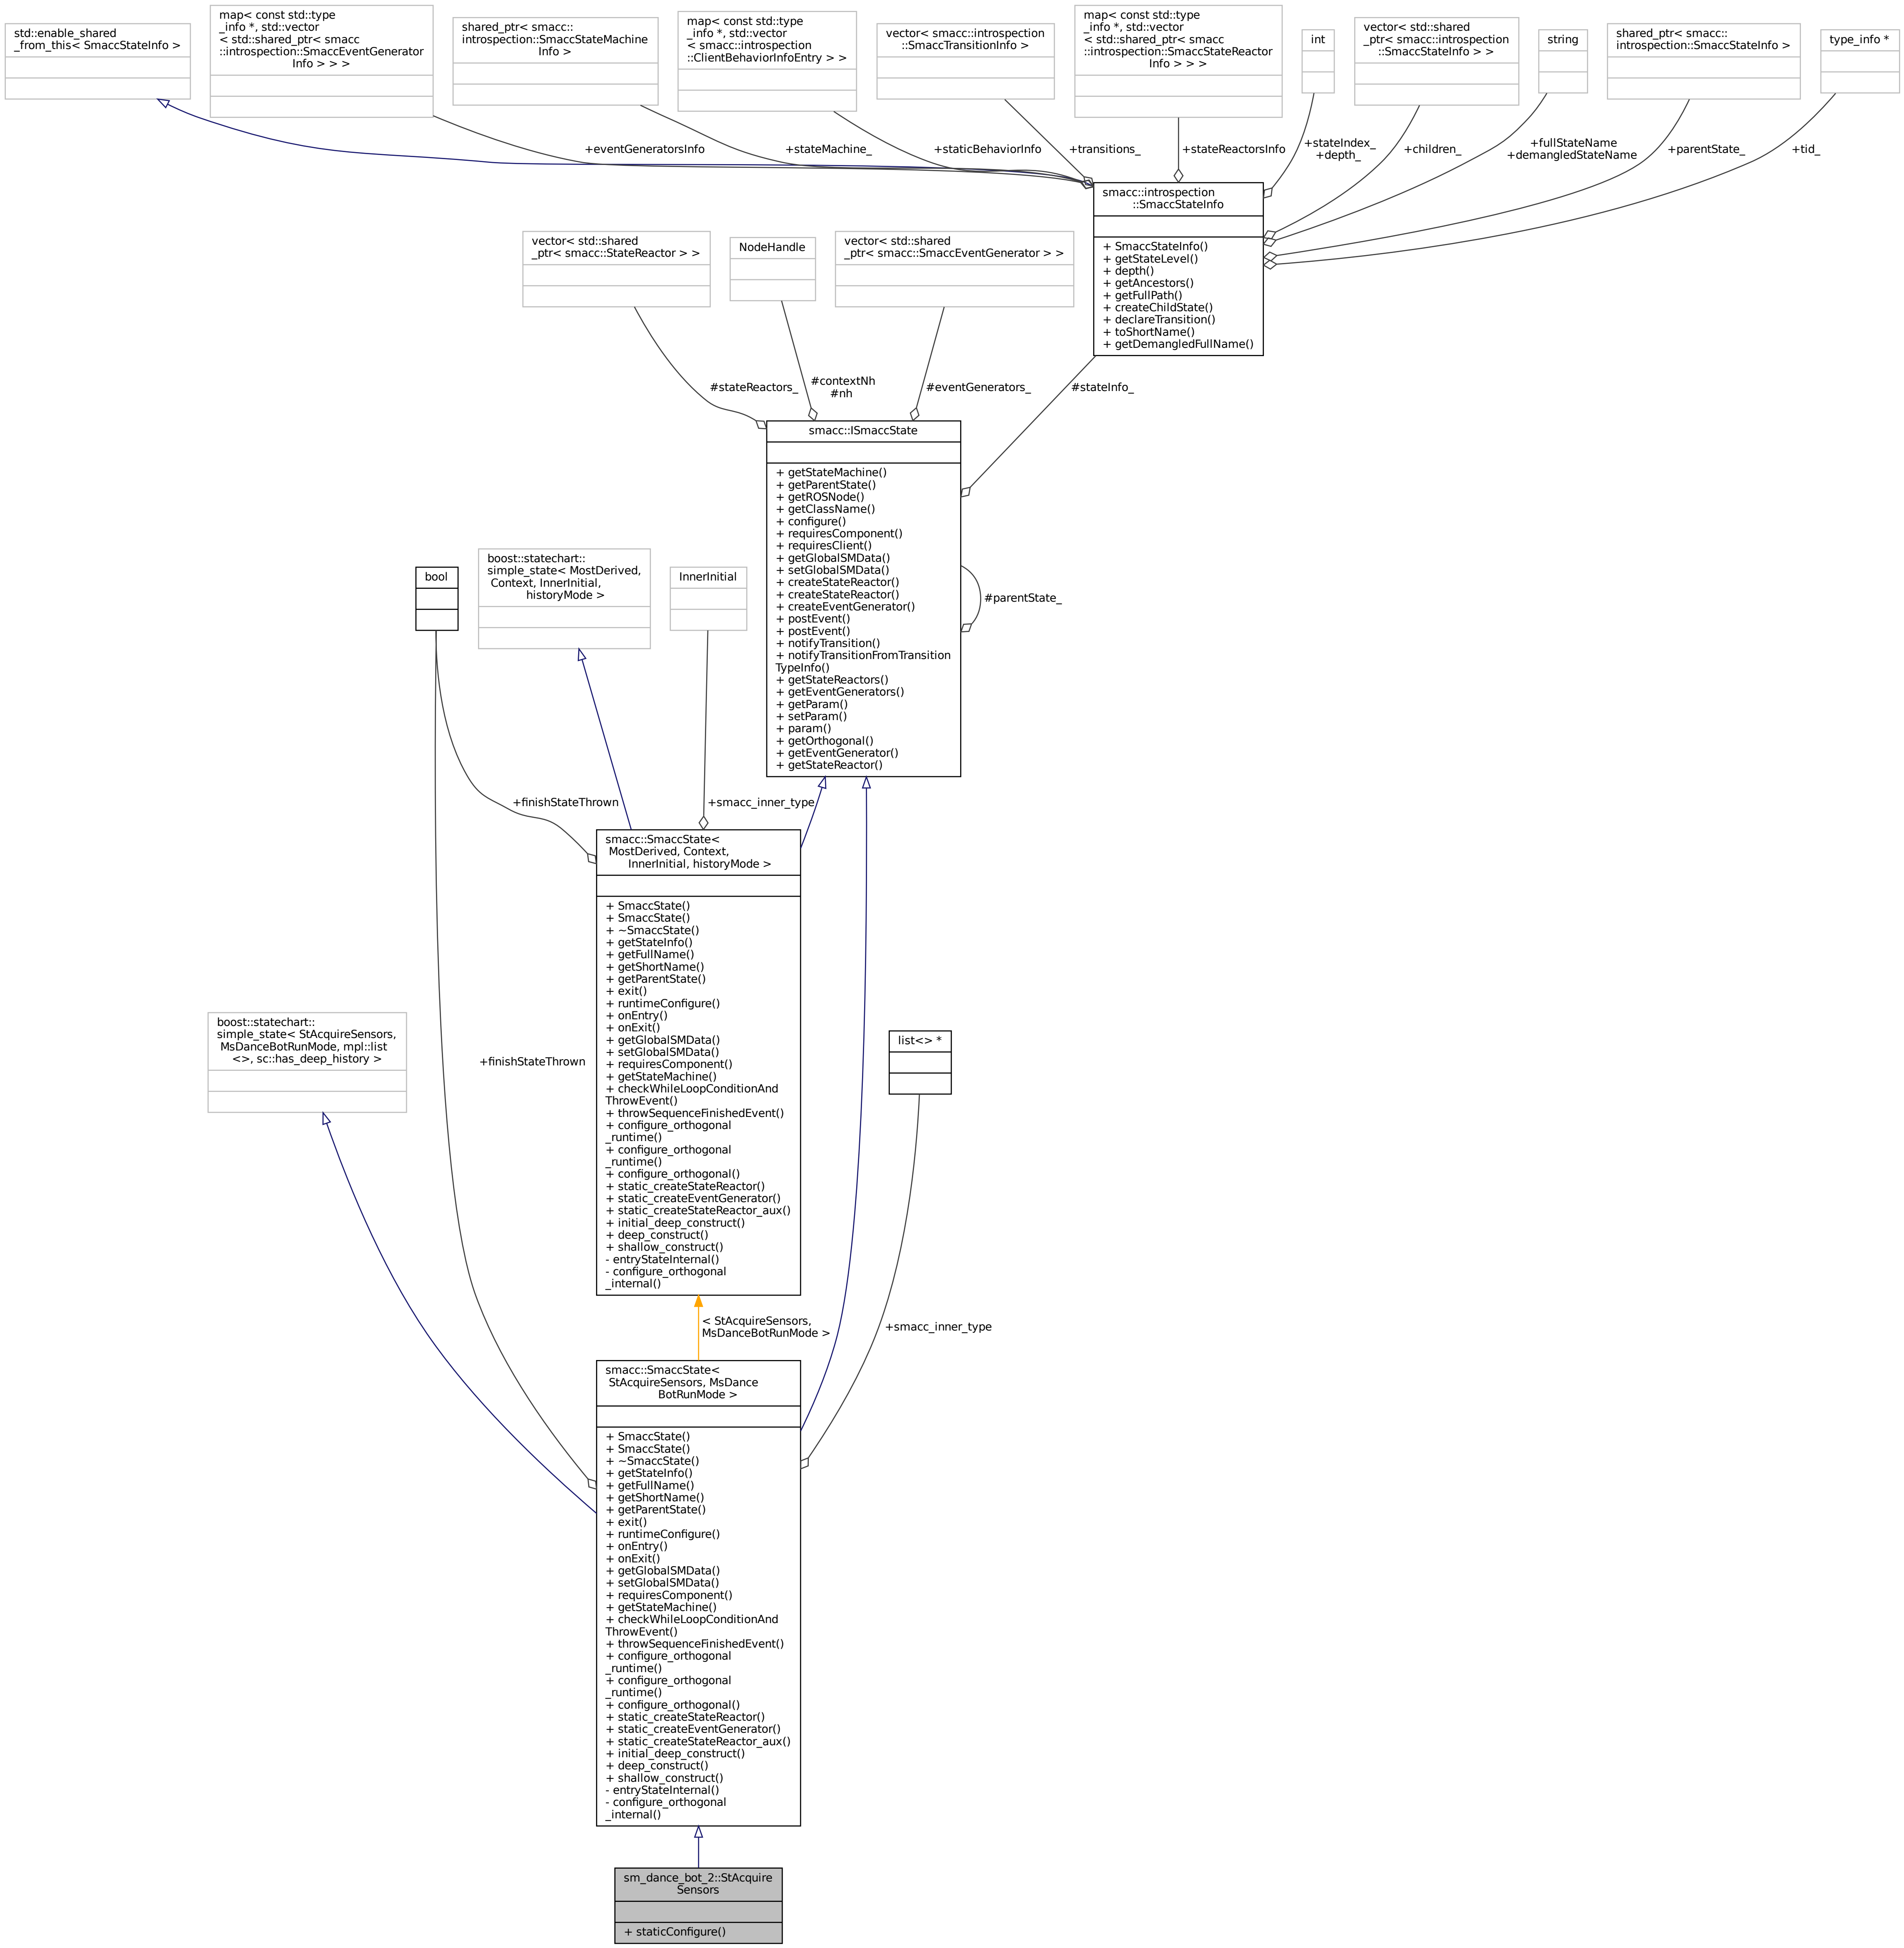 std::enable_shared
_from_this< SmaccStateInfo >
map< const std::type
_info *, std::vector
< std::shared_ptr< smacc
::introspection::SmaccEventGenerator
Info > > >
shared_ptr< smacc::
introspection::SmaccStateMachine
Info >
map< const std::type
_info *, std::vector
< smacc::introspection
::ClientBehaviorInfoEntry > >
vector< smacc::introspection
::SmaccTransitionInfo >
map< const std::type
_info *, std::vector
< std::shared_ptr< smacc
::introspection::SmaccStateReactor
Info > > >
int
vector< std::shared
_ptr< smacc::introspection
::SmaccStateInfo > >
string
shared_ptr< smacc::
introspection::SmaccStateInfo >
type_info *
+eventGeneratorsInfo
+stateMachine_
+staticBehaviorInfo
+transitions_
+stateReactorsInfo
+stateIndex_
+depth_
+children_
+fullStateName
+demangledStateName
+parentState_
+tid_
smacc::introspection
::SmaccStateInfo
+ SmaccStateInfo()
+ getStateLevel()
+ depth()
+ getAncestors()
+ getFullPath()
+ createChildState()
+ declareTransition()
+ toShortName()
+ getDemangledFullName()
vector< std::shared
_ptr< smacc::StateReactor > >
NodeHandle
vector< std::shared
_ptr< smacc::SmaccEventGenerator > >
#stateReactors_
#contextNh
#nh
#eventGenerators_
#stateInfo_
smacc::ISmaccState
+ getStateMachine()
+ getParentState()
+ getROSNode()
+ getClassName()
+ configure()
+ requiresComponent()
+ requiresClient()
+ getGlobalSMData()
+ setGlobalSMData()
+ createStateReactor()
+ createStateReactor()
+ createEventGenerator()
+ postEvent()
+ postEvent()
+ notifyTransition()
+ notifyTransitionFromTransition
TypeInfo()
+ getStateReactors()
+ getEventGenerators()
+ getParam()
+ setParam()
+ param()
+ getOrthogonal()
+ getEventGenerator()
+ getStateReactor()
#parentState_
bool
boost::statechart::
simple_state< MostDerived,
Context, InnerInitial,
historyMode >
InnerInitial
+finishStateThrown
+smacc_inner_type
smacc::SmaccState<
MostDerived, Context,
InnerInitial, historyMode >
+ SmaccState()
+ SmaccState()
+ ~SmaccState()
+ getStateInfo()
+ getFullName()
+ getShortName()
+ getParentState()
+ exit()
+ runtimeConfigure()
+ onEntry()
+ onExit()
+ getGlobalSMData()
+ setGlobalSMData()
+ requiresComponent()
+ getStateMachine()
+ checkWhileLoopConditionAnd
ThrowEvent()
+ throwSequenceFinishedEvent()
+ configure_orthogonal
_runtime()
+ configure_orthogonal
_runtime()
+ configure_orthogonal()
+ static_createStateReactor()
+ static_createEventGenerator()
+ static_createStateReactor_aux()
+ initial_deep_construct()
+ deep_construct()
+ shallow_construct()
- entryStateInternal()
- configure_orthogonal
_internal()
boost::statechart::
simple_state< StAcquireSensors,
MsDanceBotRunMode, mpl::list
<>, sc::has_deep_history >
+finishStateThrown
list<> *
< StAcquireSensors,
MsDanceBotRunMode >
+smacc_inner_type
smacc::SmaccState<
StAcquireSensors, MsDance
BotRunMode >
+ SmaccState()
+ SmaccState()
+ ~SmaccState()
+ getStateInfo()
+ getFullName()
+ getShortName()
+ getParentState()
+ exit()
+ runtimeConfigure()
+ onEntry()
+ onExit()
+ getGlobalSMData()
+ setGlobalSMData()
+ requiresComponent()
+ getStateMachine()
+ checkWhileLoopConditionAnd
ThrowEvent()
+ throwSequenceFinishedEvent()
+ configure_orthogonal
_runtime()
+ configure_orthogonal
_runtime()
+ configure_orthogonal()
+ static_createStateReactor()
+ static_createEventGenerator()
+ static_createStateReactor_aux()
+ initial_deep_construct()
+ deep_construct()
+ shallow_construct()
- entryStateInternal()
- configure_orthogonal
_internal()
sm_dance_bot_2::StAcquire
Sensors
+ staticConfigure()